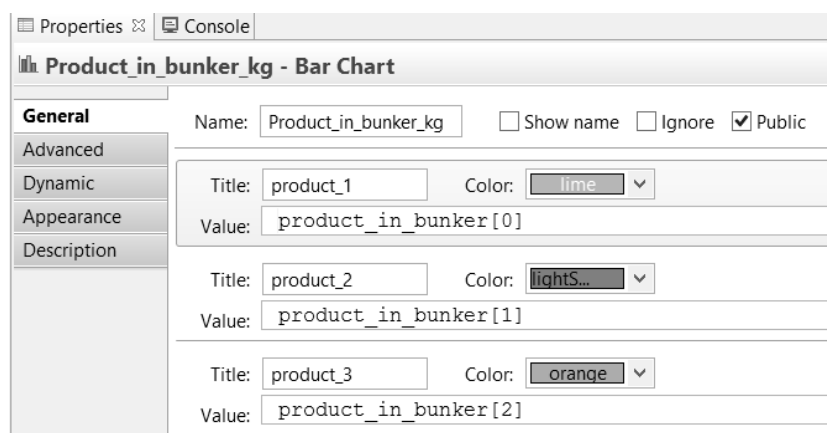 Properties Console
Product_in_bunker_kg - Bar Chart
General
Advanced
Dynamic
Appearance
Description
Name: Product_in_bunker_kg Show name Ignore Public
Title: product_1 Color: lime
Value: product_in_bunker[0]
Title: product_2 Color: lightS...
Value: product_in_bunker[1]
Title: product_3 Color: orange
Value: product_in_bunker[2]